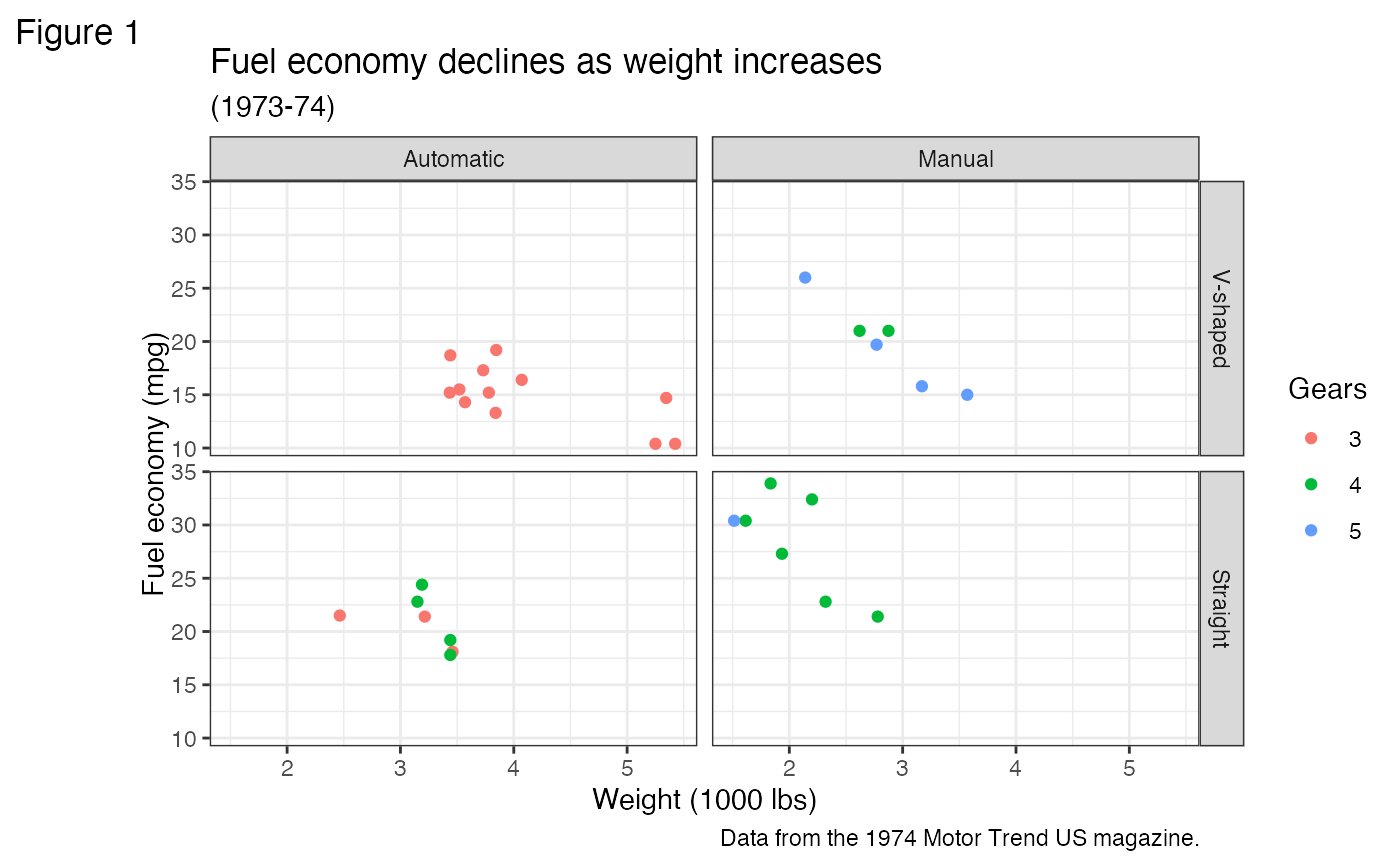 Figure 1
Fuel economy declines as weight increases
(1973-74)
Automatic
Manual
35
30
25
20
15
10
V-shaped
Fuel economy (mpg)
35
30
25
20
15
10
Straight
2
3
4
5
2
3
4
5
Weight (1000 lbs)
Data from the 1974 Motor Trend US magazine.
Gears
3
4
5